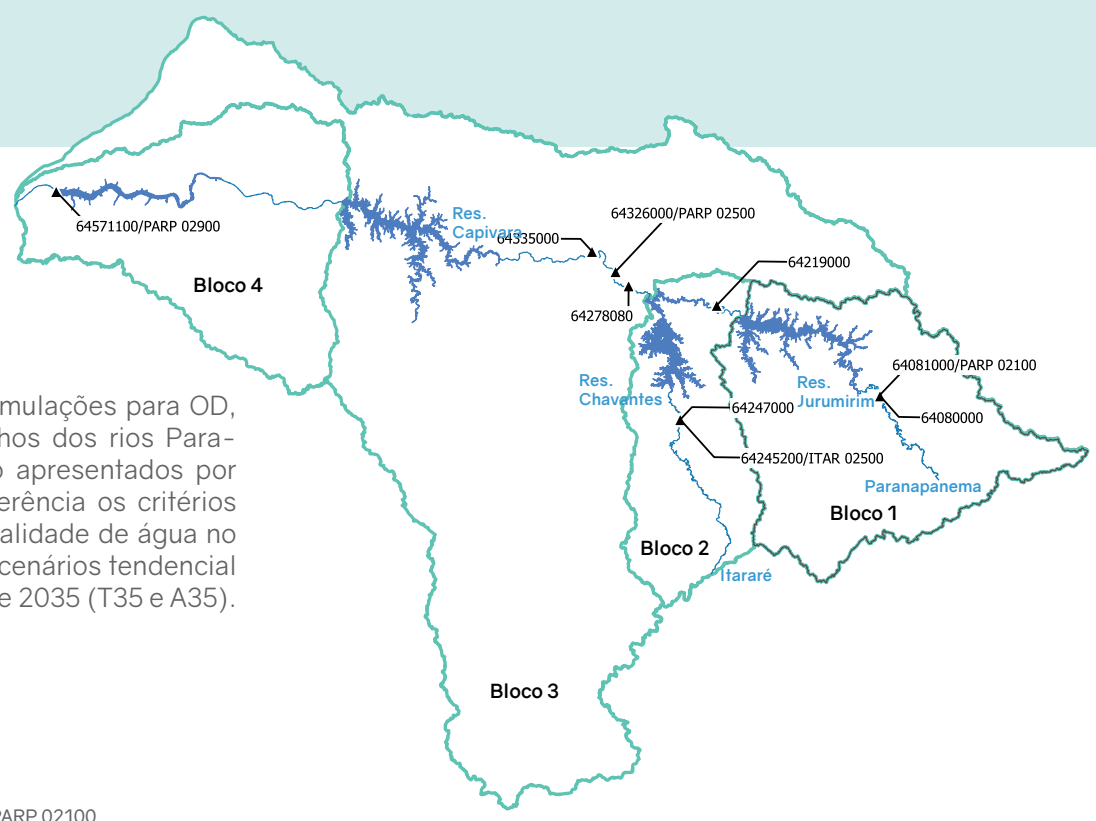 Res.
Capivara
64326000/PARP 02500
64335000
64571100/PARP 02900
64219000
Bloco 4
64278080
64081000/PARP 02100
Res.
Chavantes
Res.
Jurumirim
64247000
64080000
64245200/ITAR 02500
Paranapanema
Bloco 1
Bloco 2
Itararé
Bloco 3
mulações para OD,
hos dos rios Para-
o apresentados por
erência os critérios
alidade de água no
cenários tendencial
e 2035 (T35 e A35).
PARP 02100